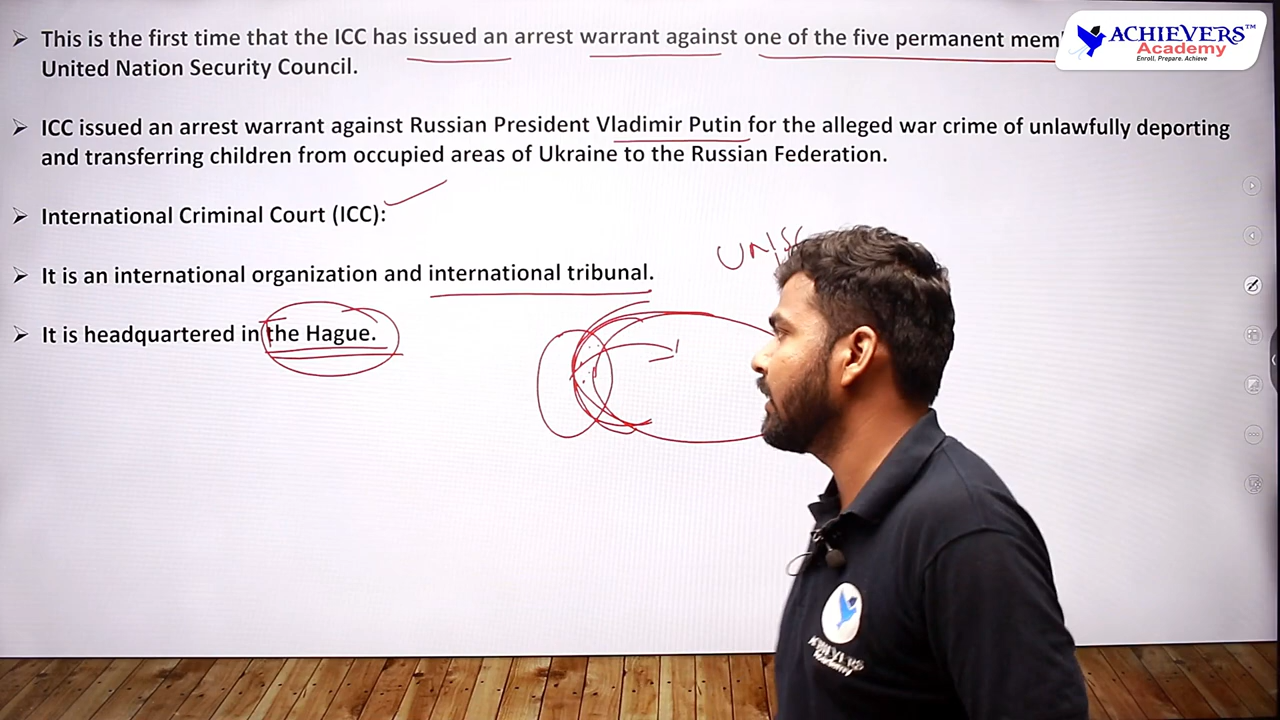 ➤ This is the first time that the ICC has issued an arrest warrant against one of the five permanent
United Nation Security Council.
➤ ICC issued an arrest warrant against Russian President Vladimir Putin for the alleged war crime of unlawfully deporting
and transferring children from occupied areas of Ukraine to the Russian Federation.
➤ International Criminal Court (ICC):
➤ It is an international organization and international tribunal.
➤ It is headquartered in the Hague.
ACHIEVERS™
Academy
Enroll. Prepare. Achieve
ACHIEVERS
Academy